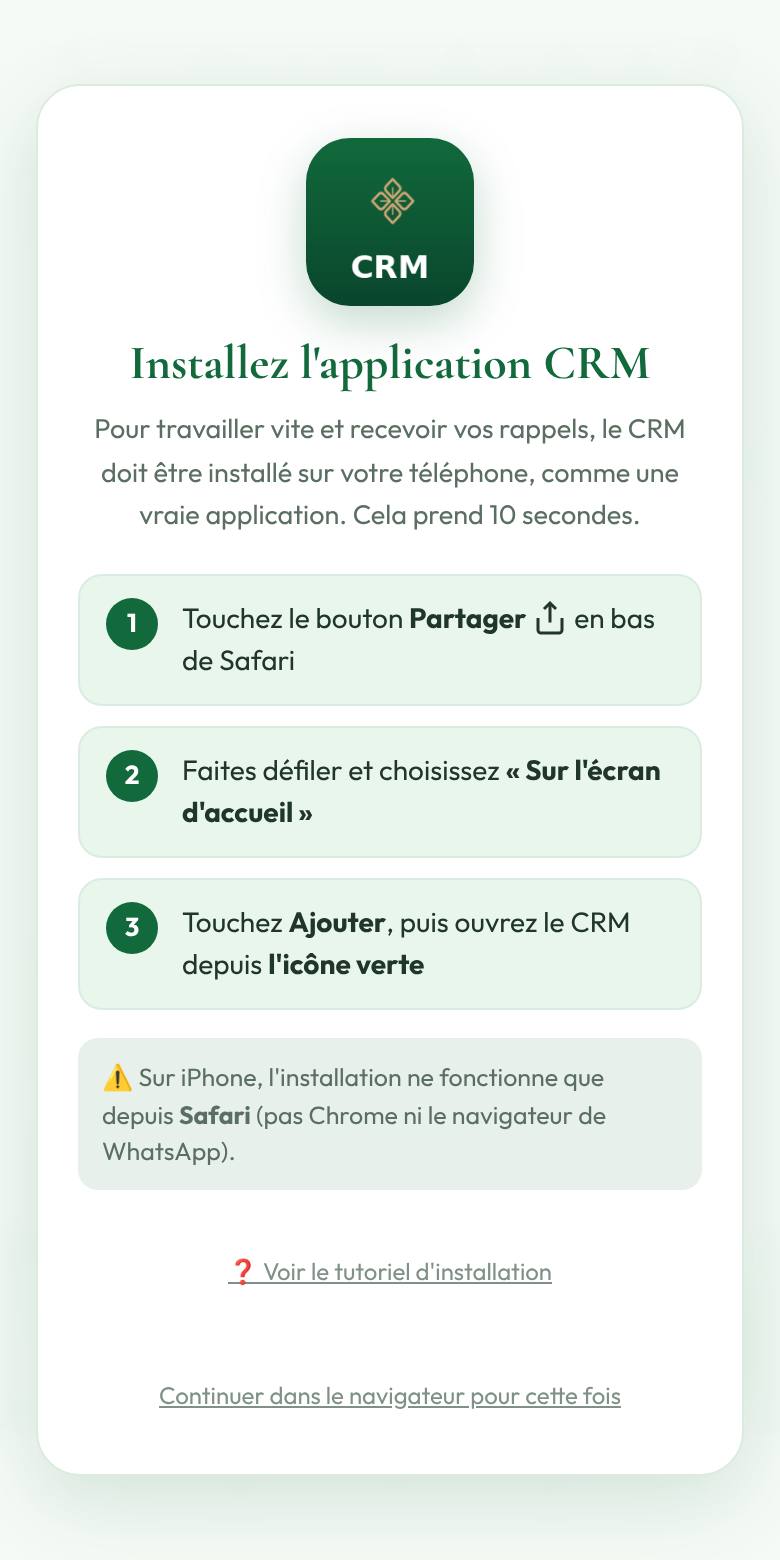 CRM
Installez l'application CRM
Pour travailler vite et recevoir vos rappels, le CRM
doit être installé sur votre téléphone, comme une
vraie application. Cela prend 10 secondes.
1 Touchez le bouton Partager en bas
de Safari
2 Faites défiler et choisissez « Sur l'écran
d'accueil »
3 Touchez Ajouter, puis ouvrez le CRM
depuis l'icône verte
⚠️ Sur iPhone, l'installation ne fonctionne que
depuis Safari (pas Chrome ni le navigateur de
WhatsApp).
❓ Voir le tutoriel d'installation
Continuer dans le navigateur pour cette fois